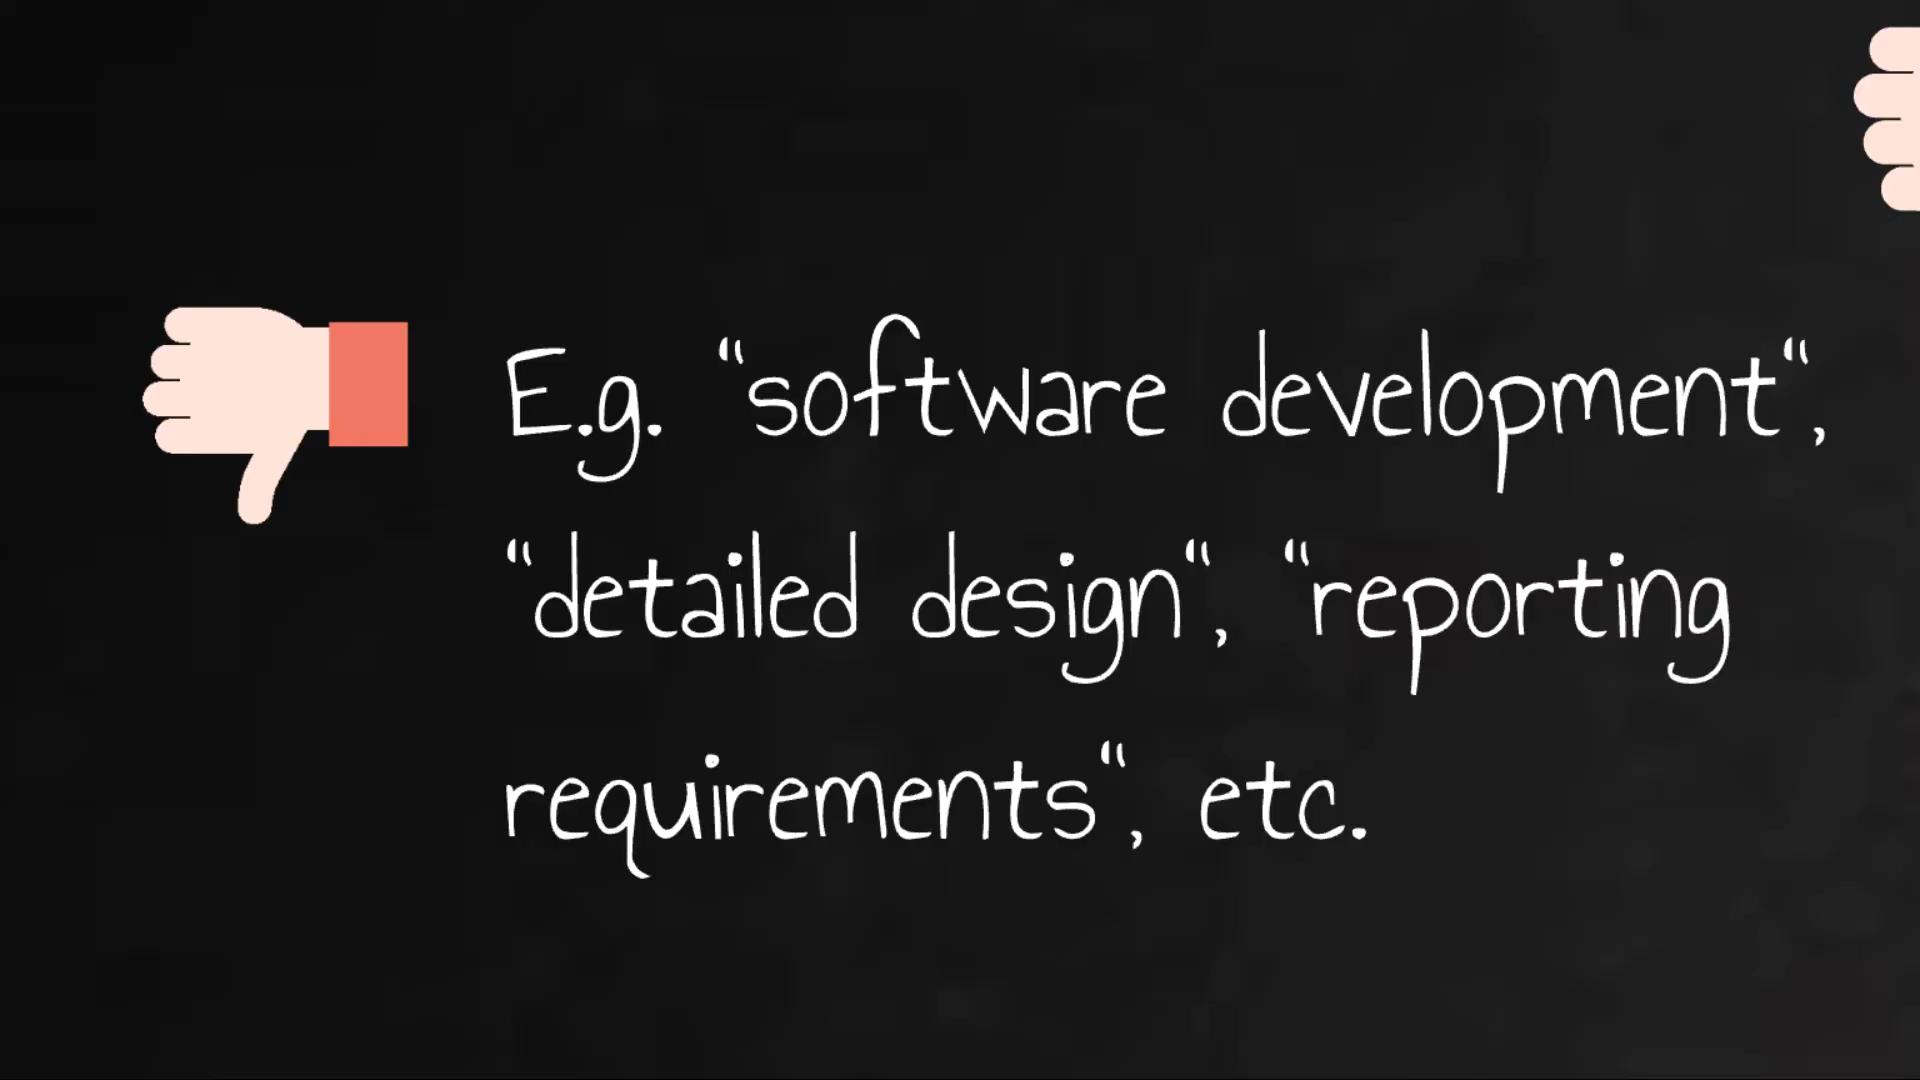 E.g. “software development“,
“detailed design“, “reporting
requirements“, etc.